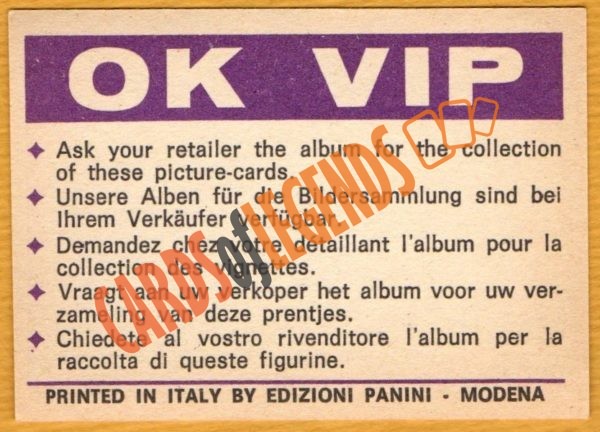 OK VIP
Ask your retailer the album for the collection
of these picture-cards.
Unsere Alben für die Bildersammlung sind bei
Ihrem Verkäufer verfügbar.
Demandez chez votre détaillant l'album pour la
collection des vignettes.
Vraagt aan uw verkoper het album voor uw ver-
zameling van deze prentjes.
Chiedete al vostro rivenditore l'album per la
raccolta di queste figurine.
PRINTED IN ITALY BY EDIZIONI PANINI - MODENA
CARDS of LEGENDS